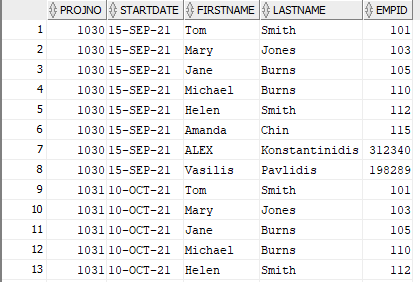 PROJNO STARTDATE FIRSTNAME LASTNAME EMPID
1 1030 15-SEP-21 Tom Smith 101
2 1030 15-SEP-21 Mary Jones 103
3 1030 15-SEP-21 Jane Burns 105
4 1030 15-SEP-21 Michael Burns 110
5 1030 15-SEP-21 Helen Smith 112
6 1030 15-SEP-21 Amanda Chin 115
7 1030 15-SEP-21 ALEX Konstantinidis 312340
8 1030 15-SEP-21 Vasilis Pavlidis 198289
9 1031 10-OCT-21 Tom Smith 101
10 1031 10-OCT-21 Mary Jones 103
11 1031 10-OCT-21 Jane Burns 105
12 1031 10-OCT-21 Michael Burns 110
13 1031 10-OCT-21 Helen Smith 112